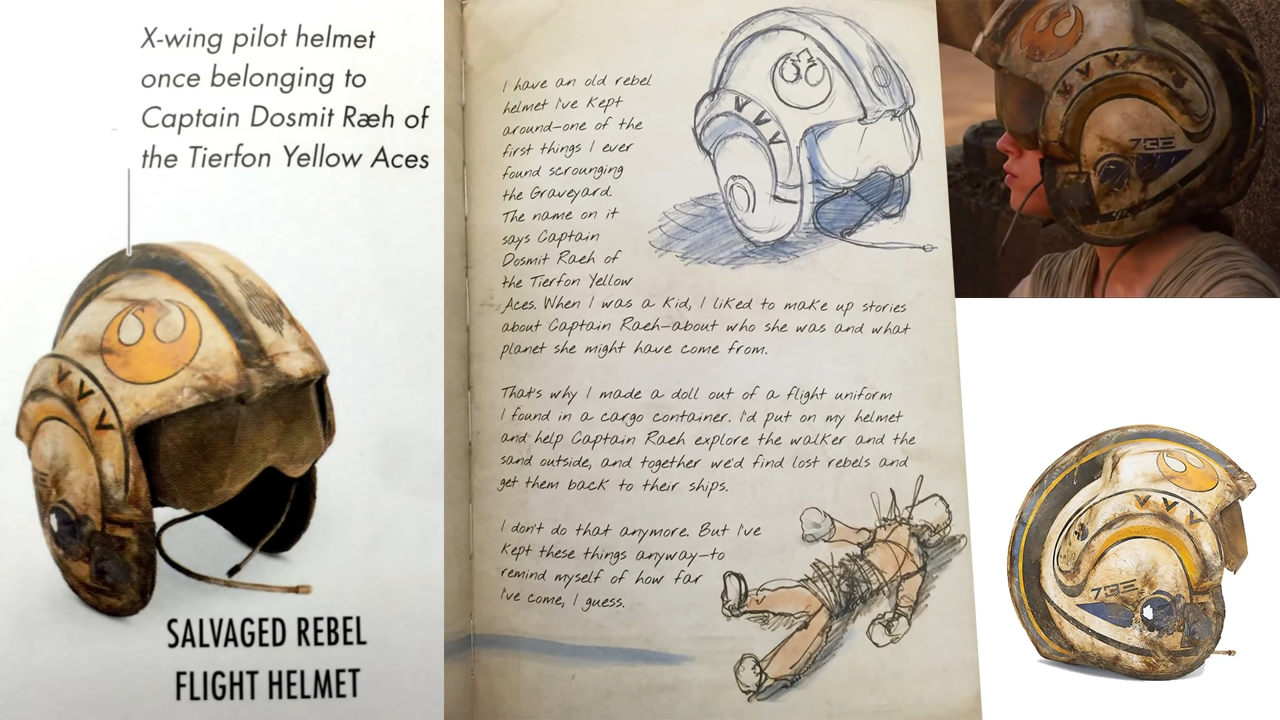 X-wing pilot helmet
once belonging to
Captain Dosmit Ræh of
the Tierfon Yellow Aces
SALVAGED REBEL
FLIGHT HELMET
I have an old rebel
helmet I've kept
around—one of the
first things I ever
found scrounging
the Graveyard.
The name on it
says Captain
Dosmit Raeh of
the Tierfon Yellow
Aces. When I was a kid, I liked to make up stories
about Captain Raeh—about who she was and what
planet she might have come from.
That's why I made a doll out of a flight uniform
I found in a cargo container. I'd put on my helmet
and help Captain Raeh explore the walker and the
sand outside, and together we'd find lost rebels and
get them back to their ships.
I don't do that anymore. But I've
kept these things anyway—to
remind myself of how far
I've come, I guess.